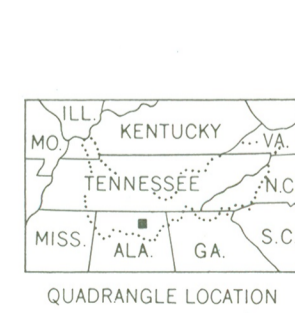 ILL.
MO.
KENTUCKY
VA.
TENNESSEE
N.C
MISS.
ALA.
GA.
S.C
QUADRANGLE LOCATION